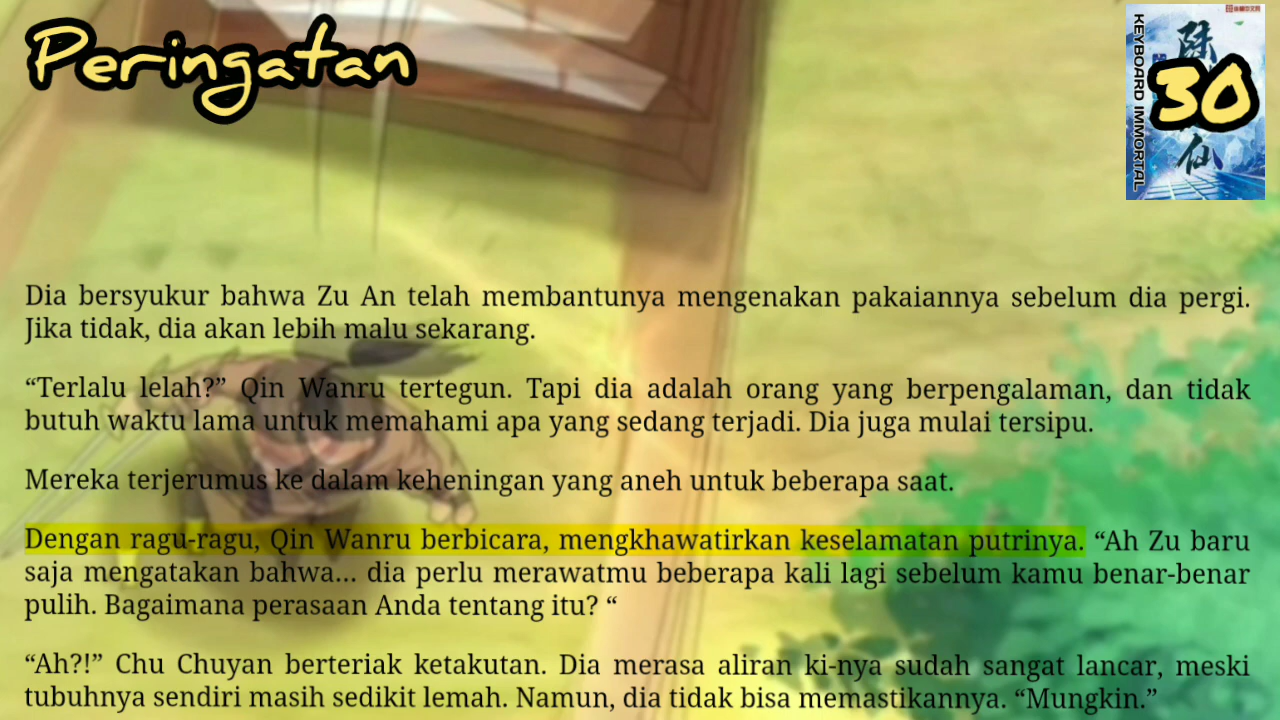 Peringatan
KEYBOARD IMMORTAL
30
仙
Dia bersyukur bahwa Zu An telah membantunya mengenakan pakaiannya sebelum dia pergi.
Jika tidak, dia akan lebih malu sekarang.
“Terlalu lelah?” Qin Wanru tertegun. Tapi dia adalah orang yang berpengalaman, dan tidak
butuh waktu lama untuk memahami apa yang sedang terjadi. Dia juga mulai tersipu.
Mereka terjerumus ke dalam keheningan yang aneh untuk beberapa saat.
Dengan ragu-ragu, Qin Wanru berbicara, mengkhawatirkan keselamatan putrinya. “Ah Zu baru
saja mengatakan bahwa... dia perlu merawatmu beberapa kali lagi sebelum kamu benar-benar
pulih. Bagaimana perasaan Anda tentang itu? “
“Ah?!” Chu Chuyan berteriak ketakutan. Dia merasa aliran ki-nya sudah sangat lancar, meski
tubuhnya sendiri masih sedikit lemah. Namun, dia tidak bisa memastikannya. “Mungkin.”